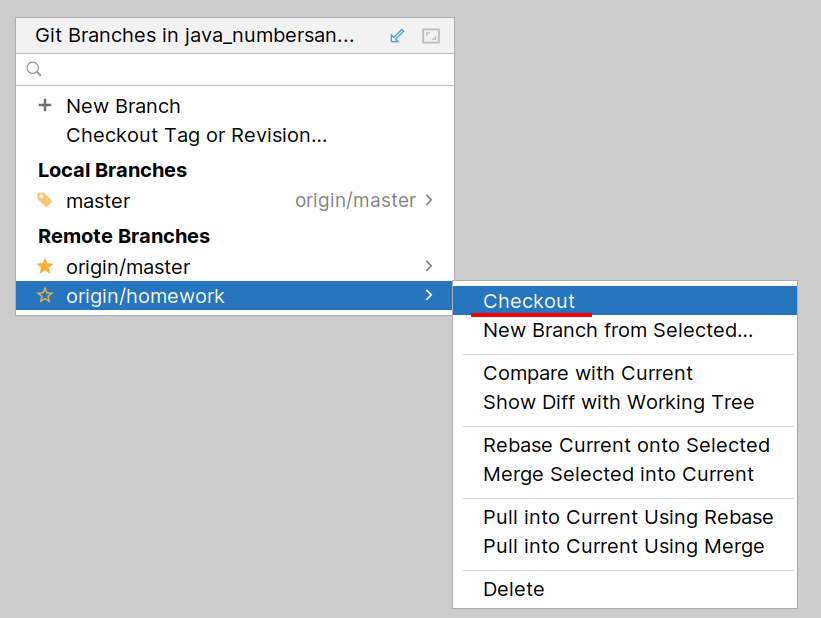 Git Branches in java_numbersan...
New Branch
Checkout Tag or Revision...
Local Branches
master origin/master
Remote Branches
origin/master
origin/homework
Checkout
New Branch from Selected...
Compare with Current
Show Diff with Working Tree
Rebase Current onto Selected
Merge Selected into Current
Pull into Current Using Rebase
Pull into Current Using Merge
Delete